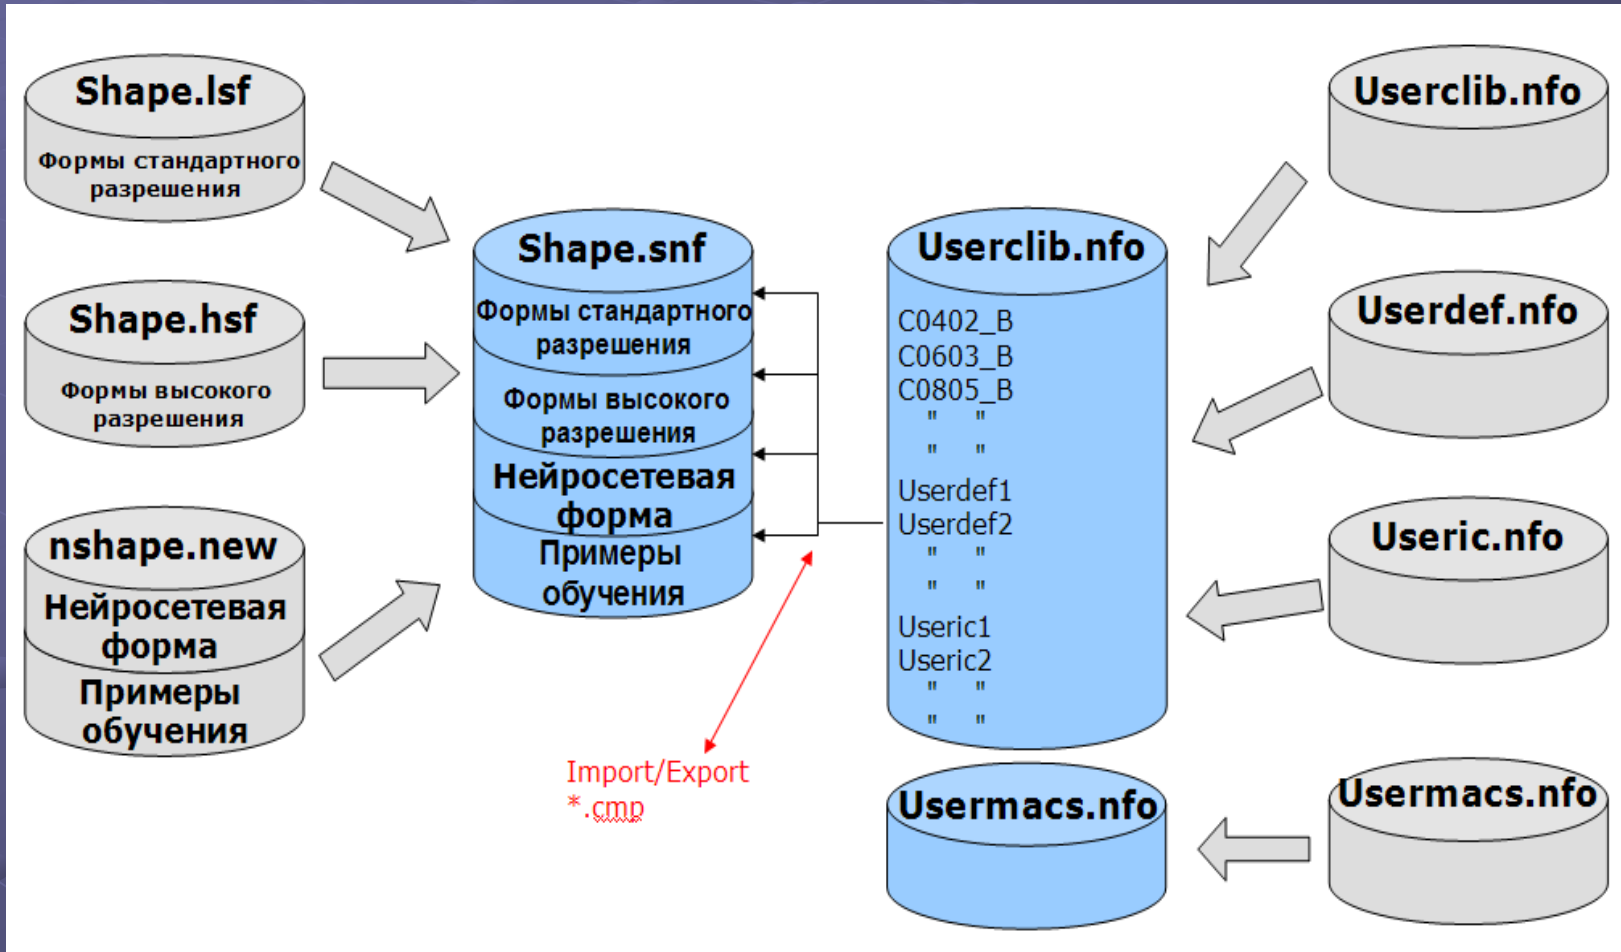 Shape.lsf
Формы стандартного
разрешения
Shape.hsf
Формы высокого
разрешения
nshape.new
Нейросетевая
форма
Примеры
обучения
Shape.snf
Формы стандартного
разрешения
Формы высокого
разрешения
Нейросетевая
форма
Примеры
обучения
Import/Export
*.cmp
Userclib.nfo
C0402_B
C0603_B
C0805_B
" "
" "
Userdef1
Userdef2
" "
" "
Useric1
Useric2
" "
" "
Usermacs.nfo
Userclib.nfo
Userdef.nfo
Useric.nfo
Usermacs.nfo